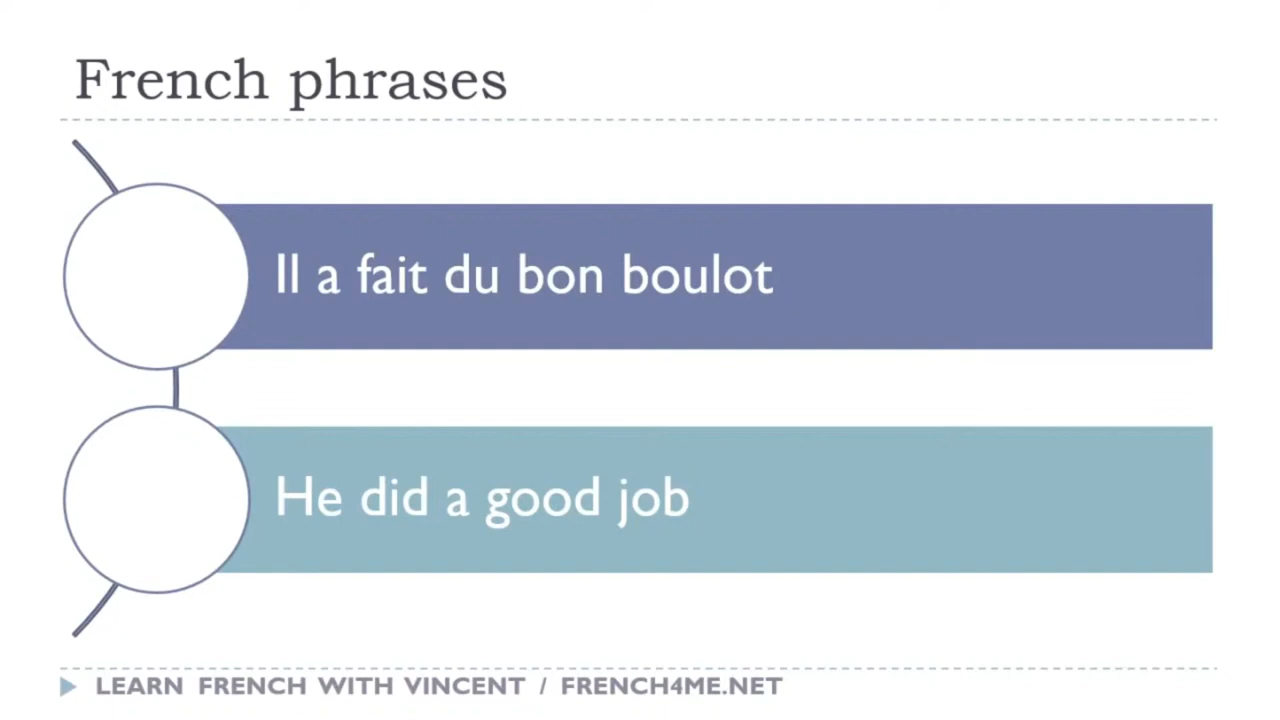 French phrases
Il a fait du bon boulot
He did a good job
LEARN FRENCH WITH VINCENT / FRENCH4ME.NET